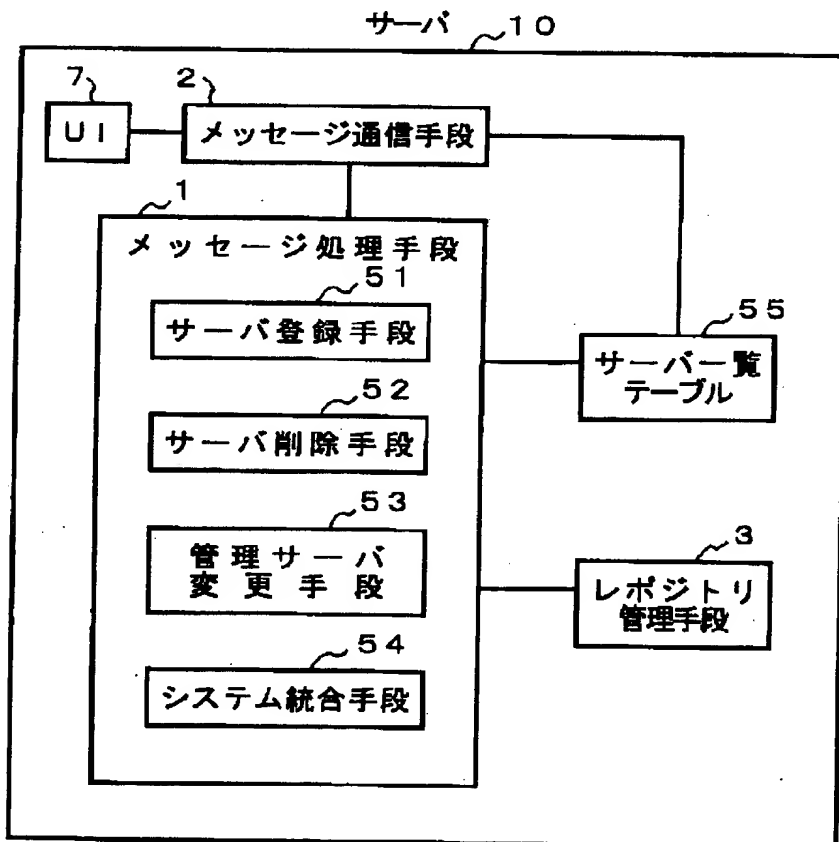 サーバ 10
7
UI
2
メッセージ通信手段
1
メッセージ処理手段
51
サーバ登録手段
52
サーバ削除手段
53
管理サーバ
変更手段
54
システム統合手段
55
サーバ一覧
テーブル
3
レポジトリ
管理手段